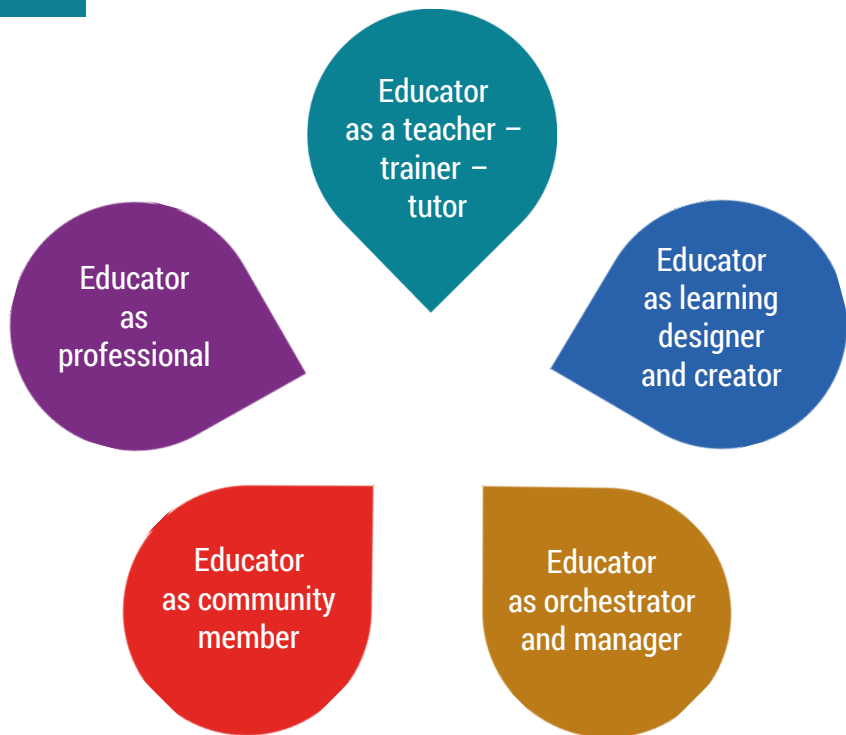 Educator
as a teacher –
trainer –
tutor
Educator
as learning
designer
and creator
Educator
as orchestrator
and manager
Educator
as community
member
Educator
as
professional